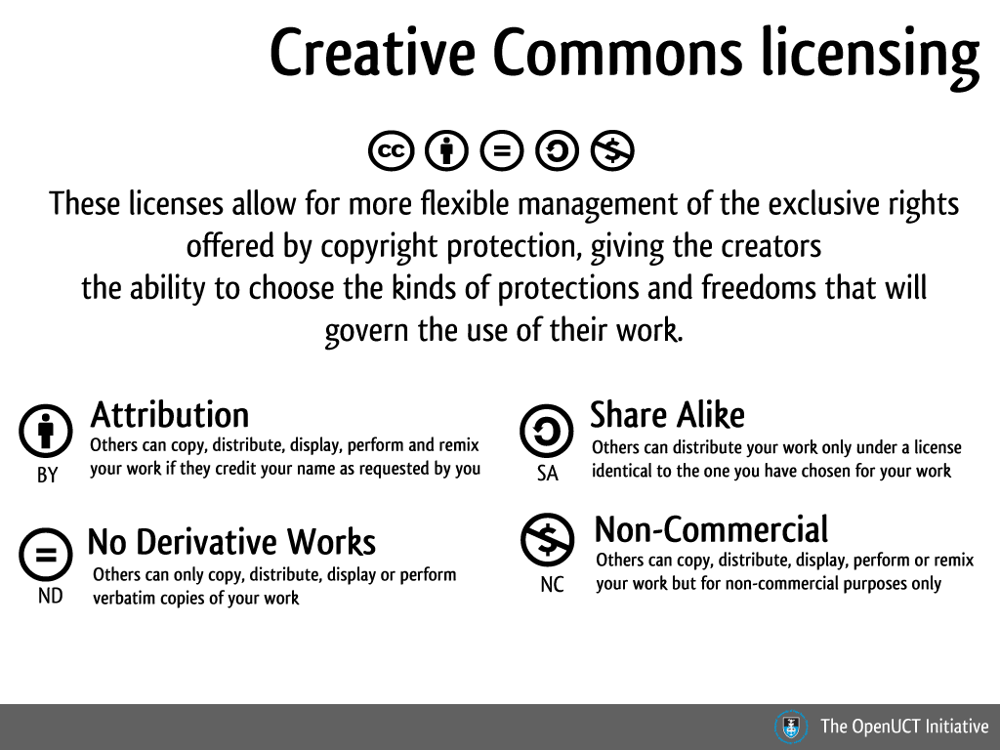 Creative Commons licensing
cc
These licenses allow for more flexible management of the exclusive rights
offered by copyright protection, giving the creators
the ability to choose the kinds of protections and freedoms that will
govern the use of their work.
Attribution
Others can copy, distribute, display, perform and remix
your work if they credit your name as requested by you
BY
Share Alike
Others can distribute your work only under a license
identical to the one you have chosen for your work
SA
No Derivative Works
Others can only copy, distribute, display or perform
verbatim copies of your work
ND
Non-Commercial
Others can copy, distribute, display, perform or remix
your work but for non-commercial purposes only
NC
The OpenUCT Initiative